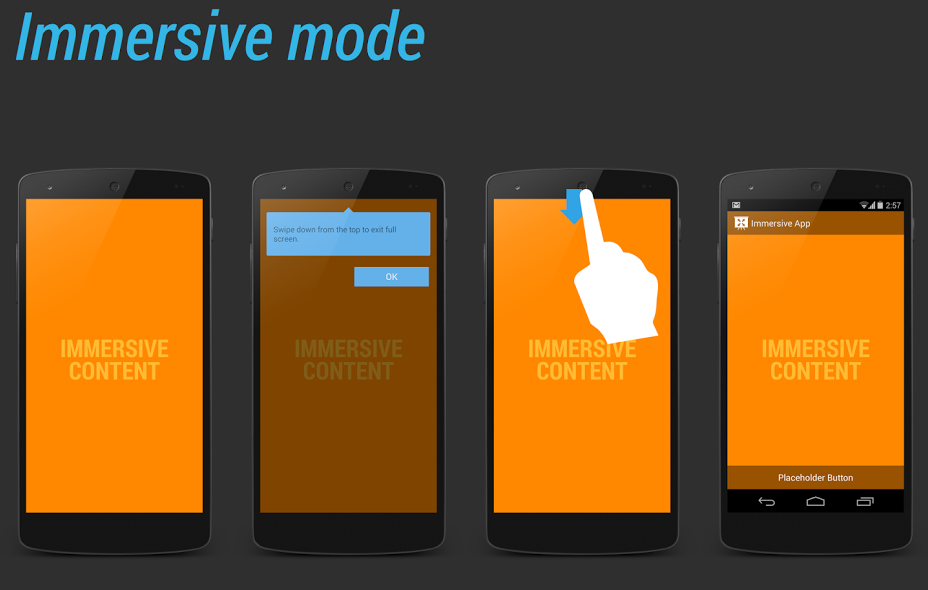 Immersive mode
IMMERSIVE
CONTENT
Swipe down from the top to exit full
screen.
OK
IMMERSIVE
CONTENT
IMMERSIVE
CONTENT
2:57
Immersive App
IMMERSIVE
CONTENT
Placeholder Button